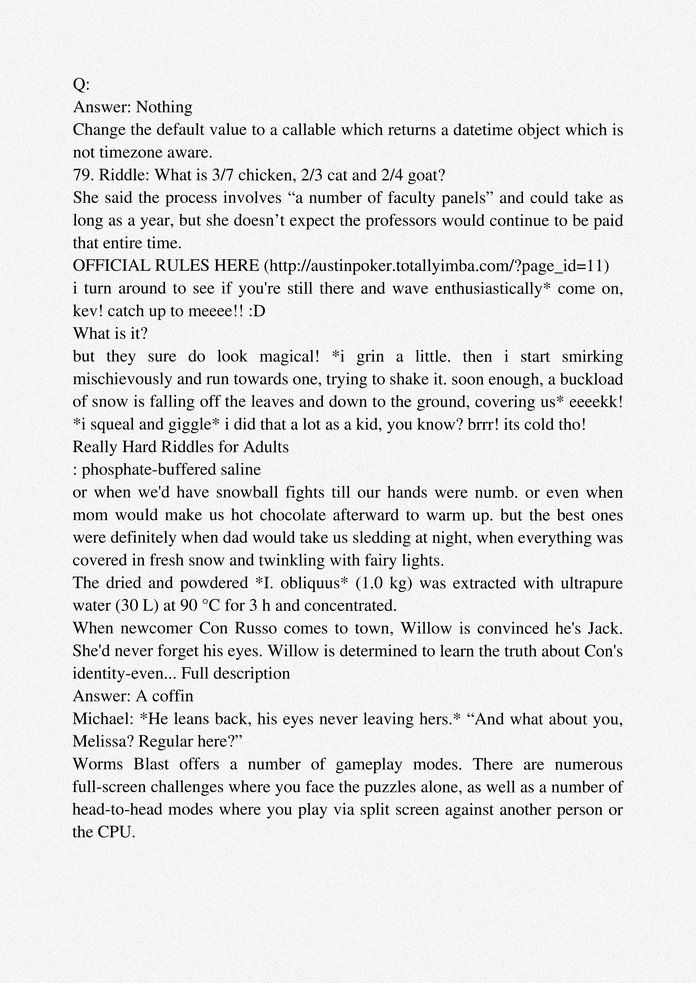 Q:
Answer: Nothing
Change the default value to a callable which returns a datetime object which is
not timezone aware.
79. Riddle: What is 3/7 chicken, 2/3 cat and 2/4 goat?
She said the process involves “a number of faculty panels” and could take as
long as a year, but she doesn’t expect the professors would continue to be paid
that entire time.
OFFICIAL RULES HERE (http://austinpoker.totallyimba.com/?page_id=11)
i turn around to see if you're still there and wave enthusiastically* come on,
kev! catch up to meeee!! :D
What is it?
but they sure do look magical! *i grin a little. then i start smirking
mischievously and run towards one, trying to shake it. soon enough, a buckload
of snow is falling off the leaves and down to the ground, covering us* eeeekk!
*i squeal and giggle* i did that a lot as a kid, you know? brrr! its cold tho!
Really Hard Riddles for Adults
: phosphate-buffered saline
or when we'd have snowball fights till our hands were numb. or even when
mom would make us hot chocolate afterward to warm up. but the best ones
were definitely when dad would take us sledding at night, when everything was
covered in fresh snow and twinkling with fairy lights.
The dried and powdered *I. obliquus* (1.0 kg) was extracted with ultrapure
water (30 L) at 90 °C for 3 h and concentrated.
When newcomer Con Russo comes to town, Willow is convinced he's Jack.
She'd never forget his eyes. Willow is determined to learn the truth about Con's
identity-even... Full description
Answer: A coffin
Michael: *He leans back, his eyes never leaving hers.* “And what about you,
Melissa? Regular here?”
Worms Blast offers a number of gameplay modes. There are numerous
full-screen challenges where you face the puzzles alone, as well as a number of
head-to-head modes where you play via split screen against another person or
the CPU.